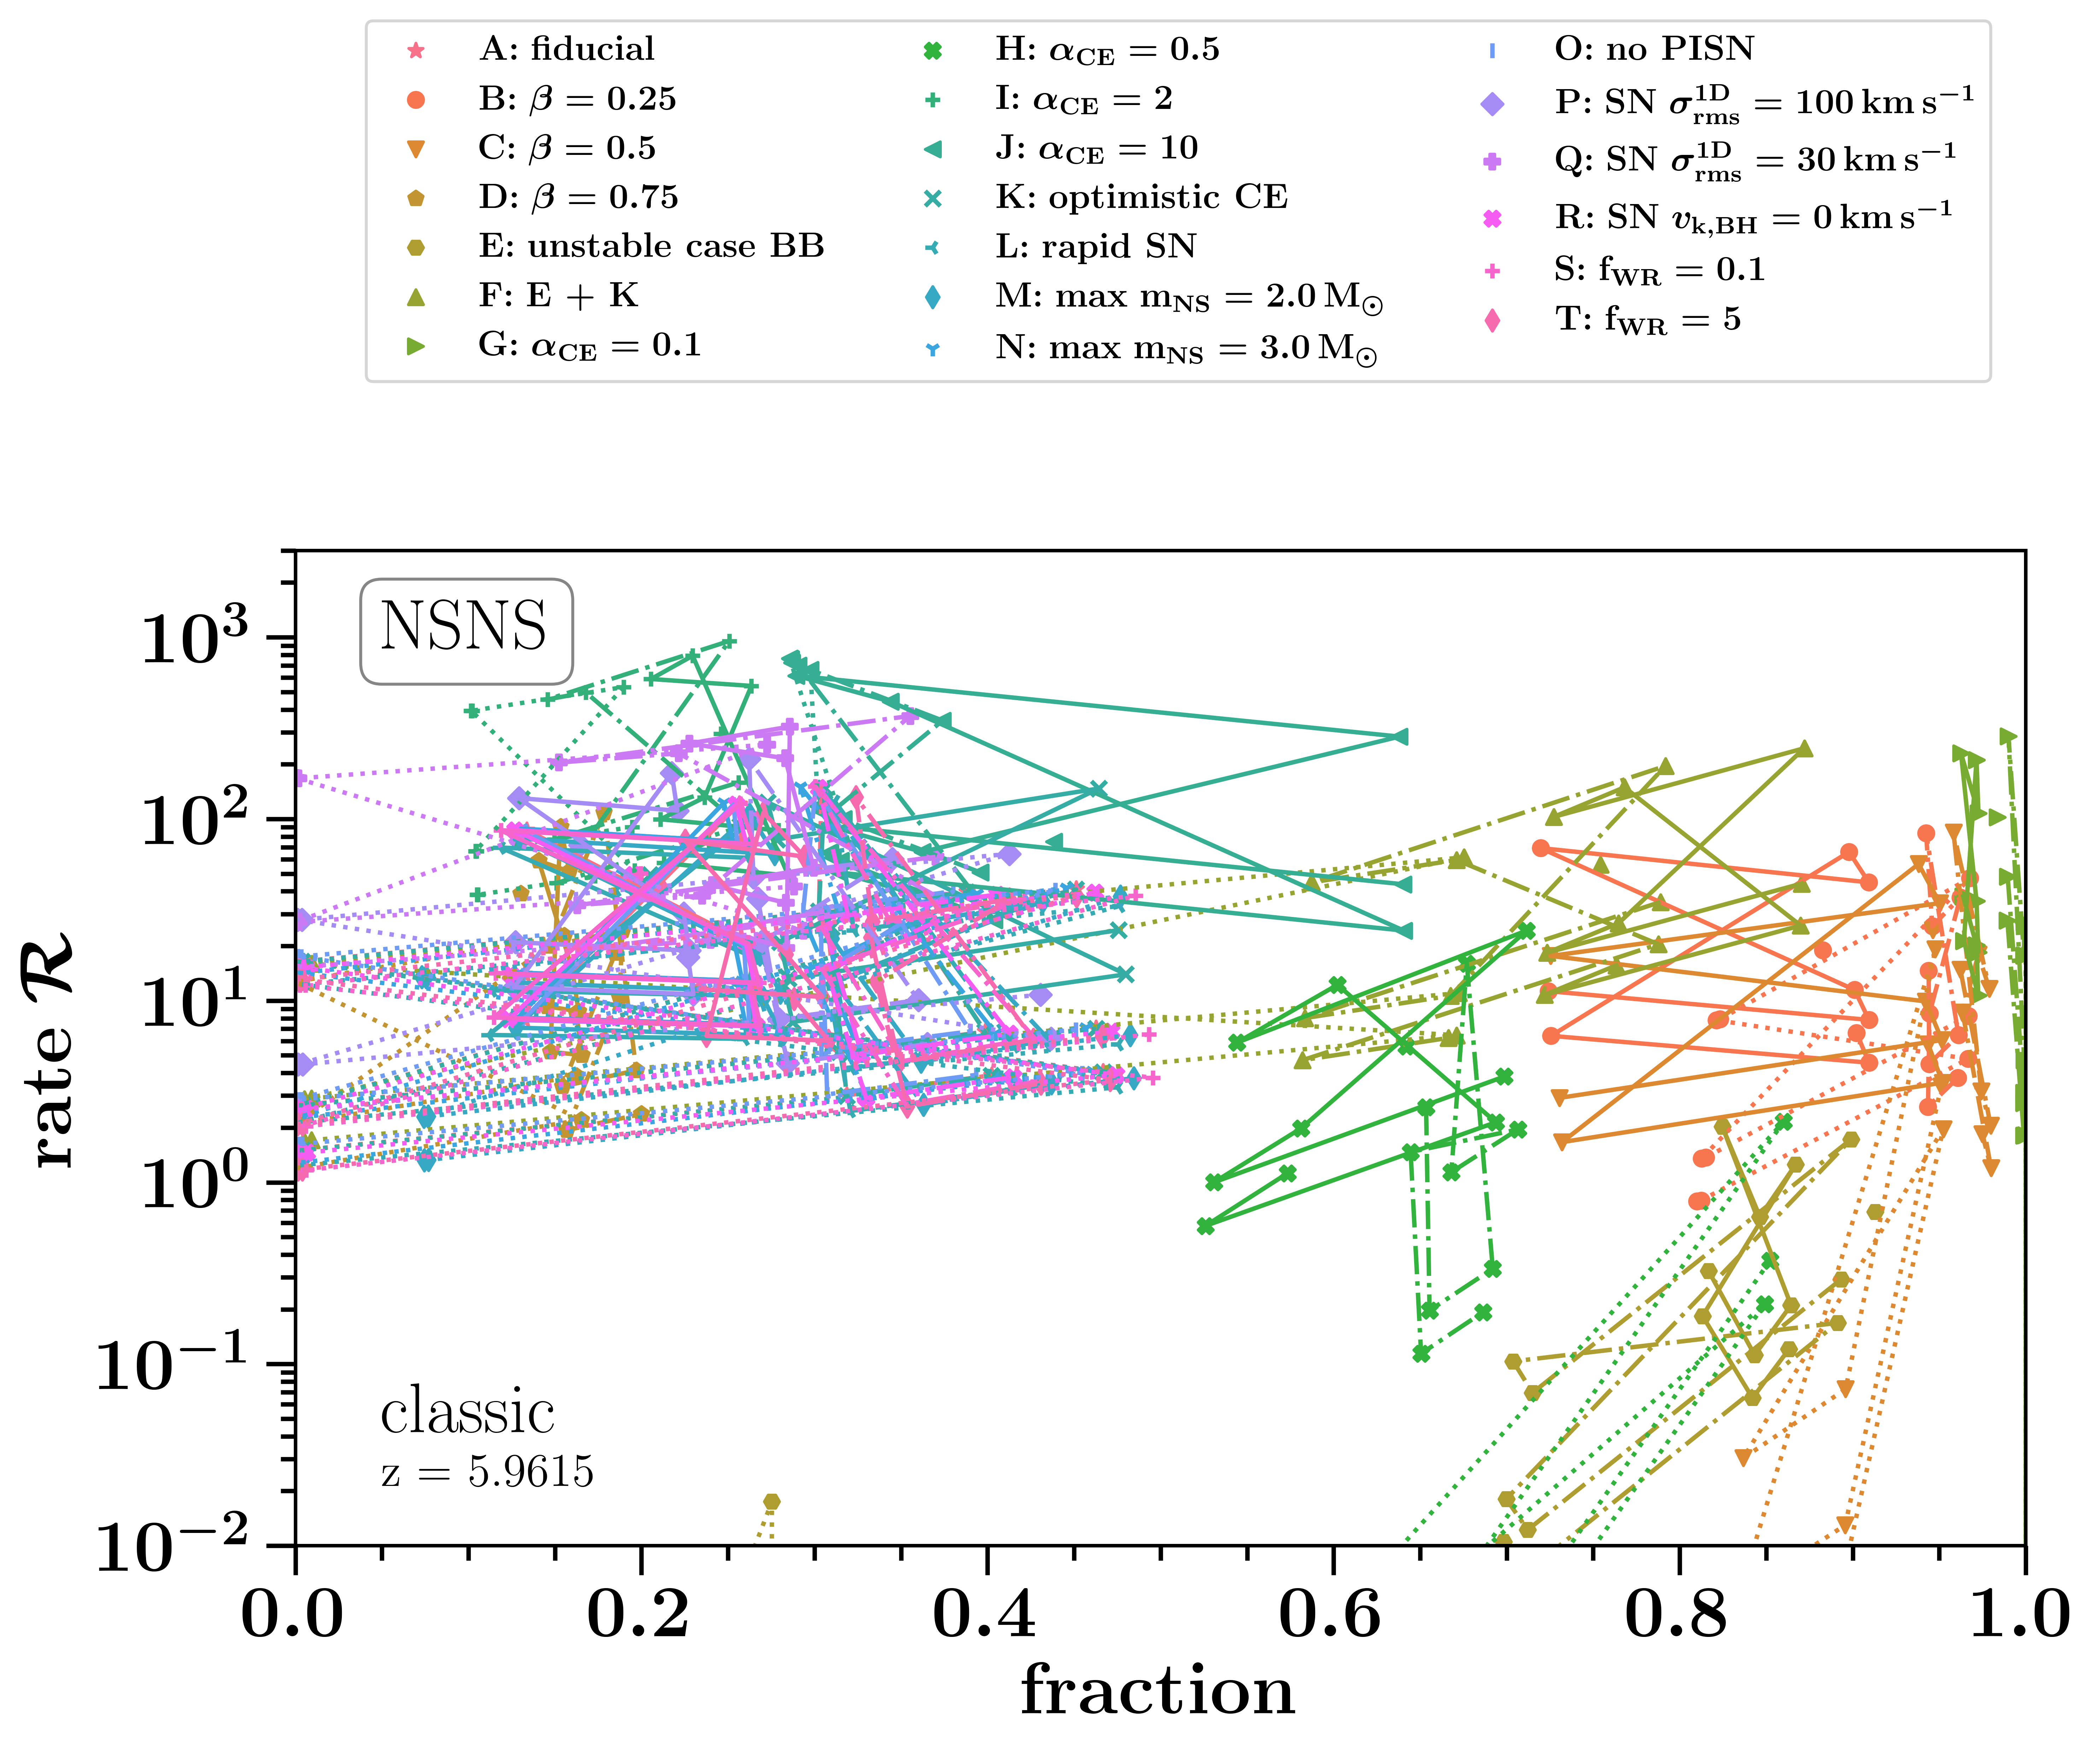 A: fiducial
B: β = 0.25
C: β = 0.5
D: β = 0.75
E: unstable case BB
F: E + K
G: α_CE = 0.1
H: α_CE = 0.5
I: α_CE = 2
J: α_CE = 10
K: optimistic CE
L: rapid SN
M: max m_NS = 2.0 M_⊙
N: max m_NS = 3.0 M_⊙
O: no PISN
P: SN σ_rms^1D = 100 km s^−1
Q: SN σ_rms^1D = 30 km s^−1
R: SN v_k,BH = 0 km s^−1
S: f_WR = 0.1
T: f_WR = 5
NSNS
10^3
10^2
10^1
10^0
10^−1
10^−2
rate 𝓡
classic
z = 5.9615
0.0 0.2 0.4 0.6 0.8 1.0
fraction